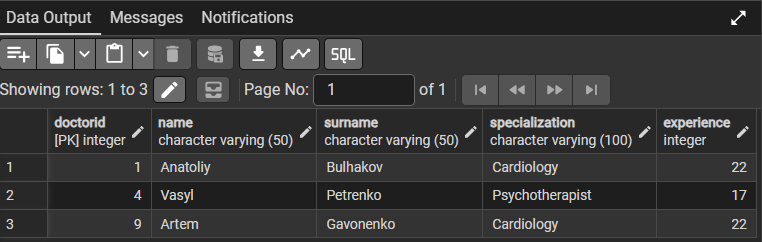 Data Output Messages Notifications
SQL
Showing rows: 1 to 3 Page No: 1 of 1
doctorid name surname specialization experience
[PK] integer character varying (50) character varying (50) character varying (100) integer
1 1 Anatoliy Bulhakov Cardiology 22
2 4 Vasyl Petrenko Psychotherapist 17
3 9 Artem Gavonenko Cardiology 22